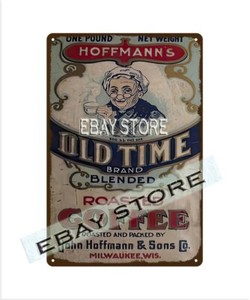 ONE POUND NET WEIGHT
HOFFMANN'S
EBAY STORE
OLD TIME
BRAND
BLENDED
ROASTED
COFFEE
EBAY STORE
ROASTED AND PACKED BY
John Hoffmann & Sons Co.
MILWAUKEE, WIS.